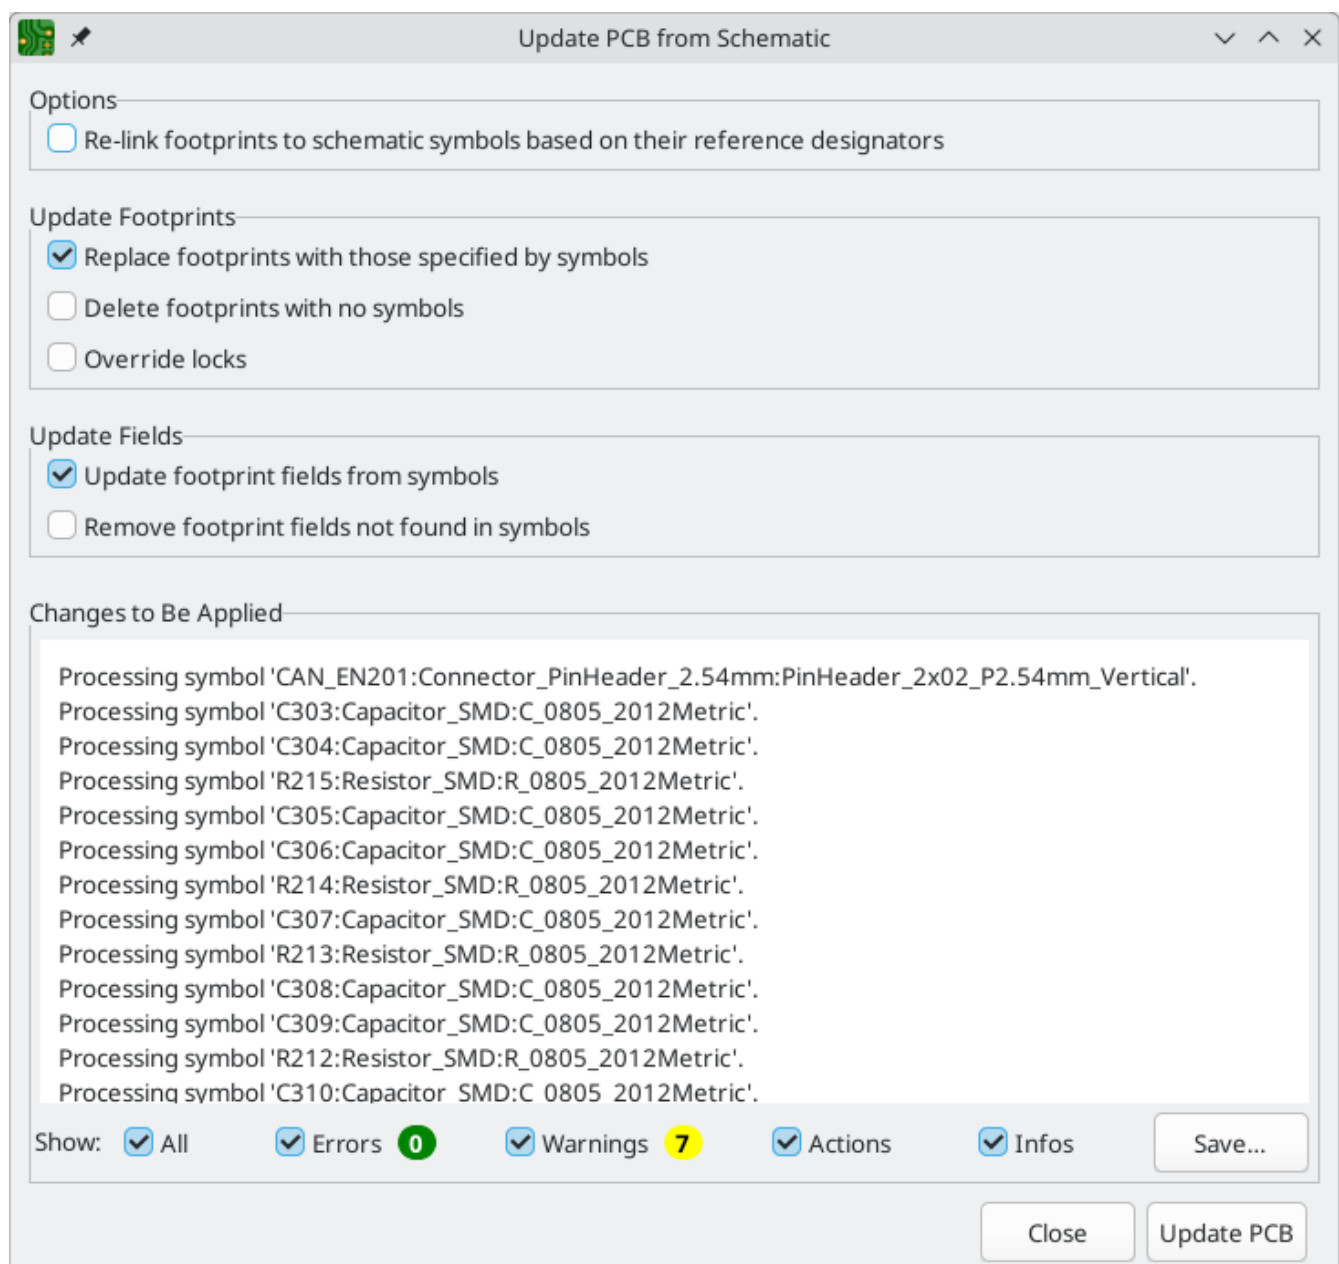 Update PCB from Schematic
Options
Re-link footprints to schematic symbols based on their reference designators
Update Footprints
Replace footprints with those specified by symbols
Delete footprints with no symbols
Override locks
Update Fields
Update footprint fields from symbols
Remove footprint fields not found in symbols
Changes to Be Applied
Processing symbol 'CAN_EN201:Connector_PinHeader_2.54mm:PinHeader_2x02_P2.54mm_Vertical'.
Processing symbol 'C303:Capacitor_SMD:C_0805_2012Metric'.
Processing symbol 'C304:Capacitor_SMD:C_0805_2012Metric'.
Processing symbol 'R215:Resistor_SMD:R_0805_2012Metric'.
Processing symbol 'C305:Capacitor_SMD:C_0805_2012Metric'.
Processing symbol 'C306:Capacitor_SMD:C_0805_2012Metric'.
Processing symbol 'R214:Resistor_SMD:R_0805_2012Metric'.
Processing symbol 'C307:Capacitor_SMD:C_0805_2012Metric'.
Processing symbol 'R213:Resistor_SMD:R_0805_2012Metric'.
Processing symbol 'C308:Capacitor_SMD:C_0805_2012Metric'.
Processing symbol 'C309:Capacitor_SMD:C_0805_2012Metric'.
Processing symbol 'R212:Resistor_SMD:R_0805_2012Metric'.
Processing symbol 'C310:Capacitor_SMD:C_0805_2012Metric'.
Show: All Errors 0 Warnings 7 Actions Infos Save...
Close Update PCB